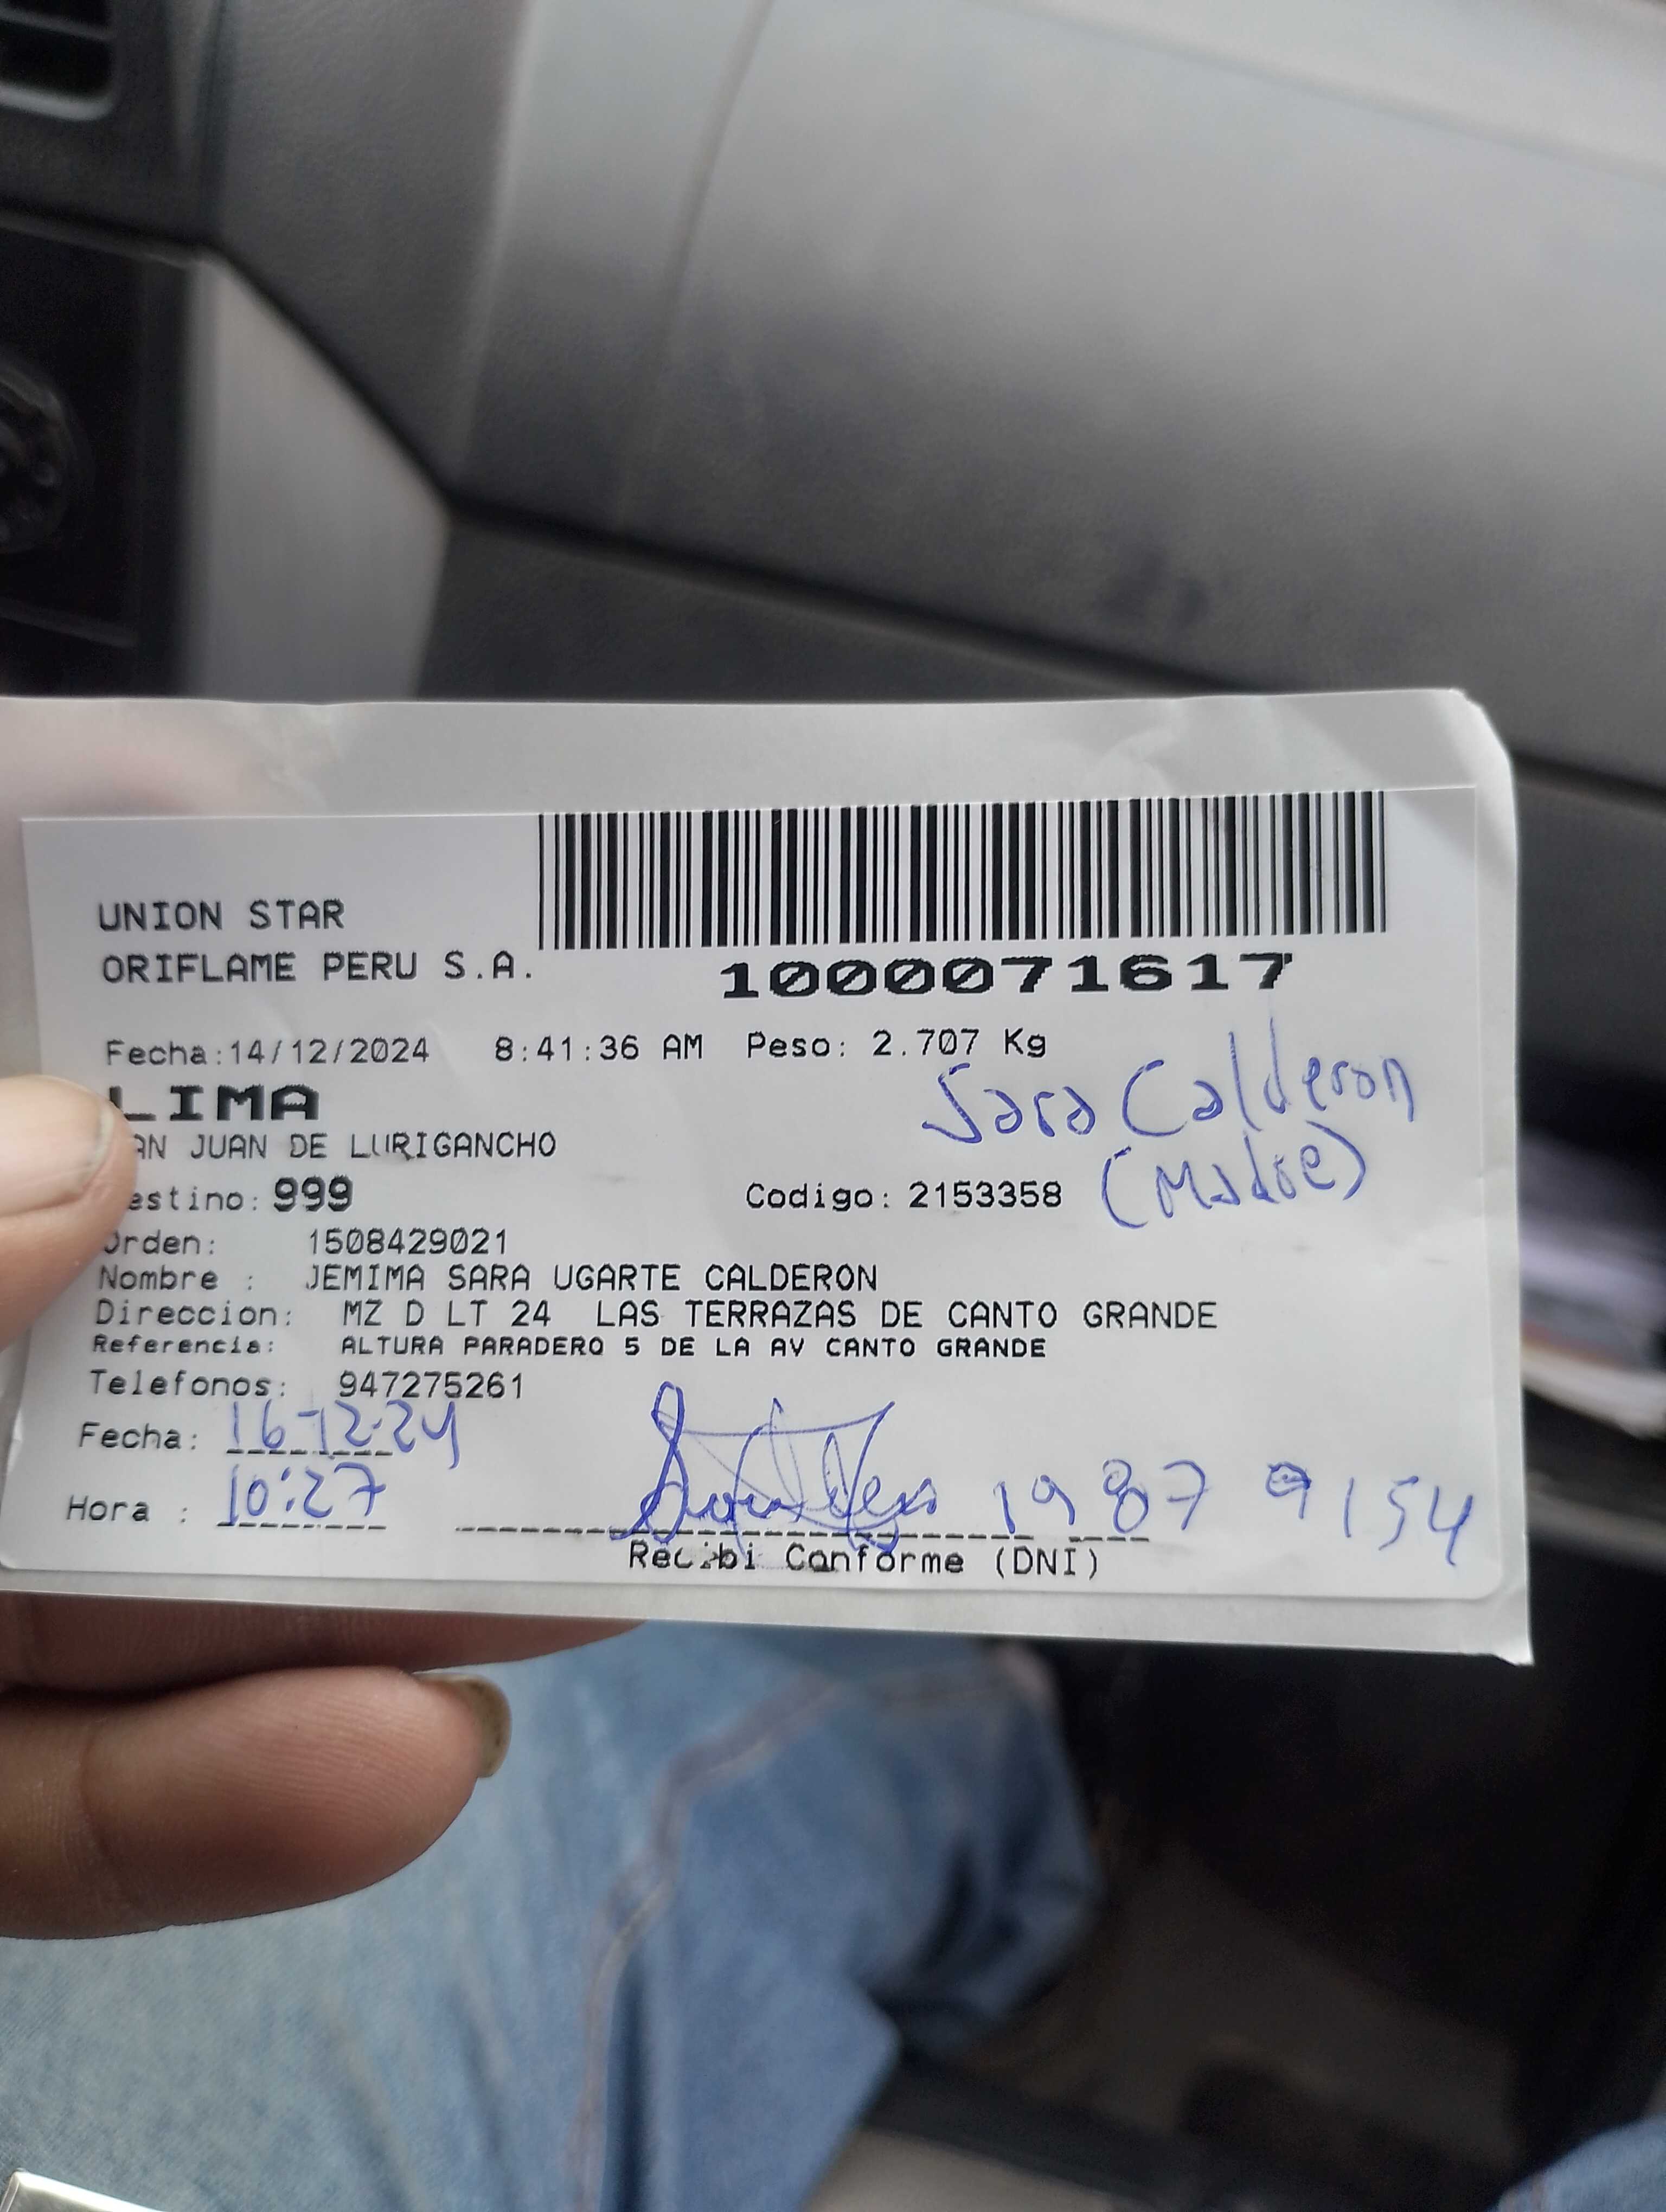 UNION STAR
ORIFLAME PERU S.A.
1000071617
Fecha:14/12/2024 8:41:36 AM Peso: 2.707 Kg
LIMA
Sara Calderon
(Madre)
AN JUAN DE LURIGANCHO
estino: 999 Codigo: 2153358
Orden: 1508429021
Nombre : JEMIMA SARA UGARTE CALDERON
Direccion: MZ D LT 24 LAS TERRAZAS DE CANTO GRANDE
Referencia: ALTURA PARADERO 5 DE LA AV CANTO GRANDE
Telefonos: 947275261
Fecha: 16-12-24
Hora : 10:27
19 87 9154
Recibi Conforme (DNI)